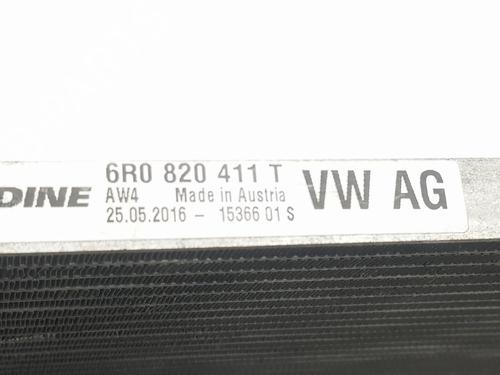 DINE 6R0 820 411 T VW AG
AW4 Made in Austria
25.05.2016 - 15366 01 S